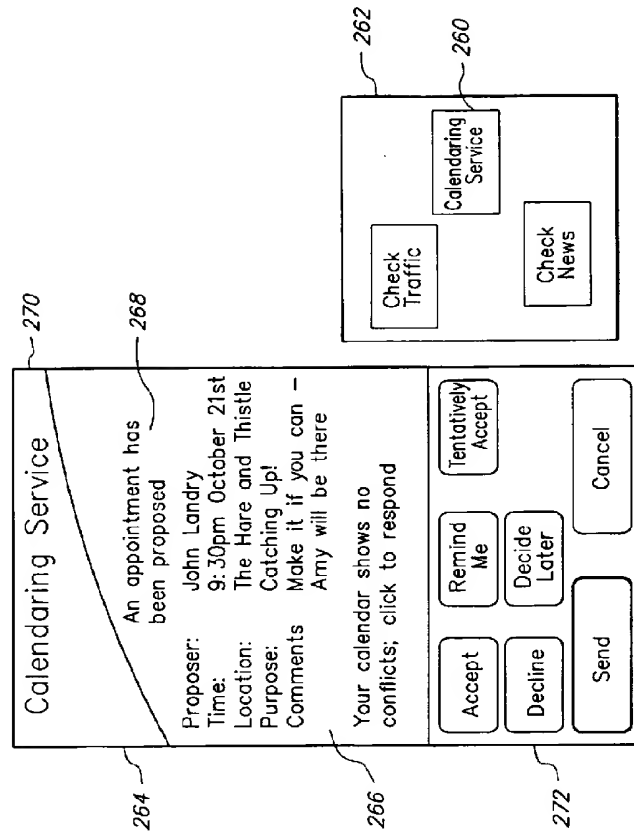 270
Calendaring Service
264
An appointment has
been proposed
268
Proposer: John Landry
Time: 9:30pm October 21st
Location: The Hare and Thistle
Purpose: Catching Up!
Comments Make it if you can –
Amy will be there
266
Your calendar shows no
conflicts; click to respond
Accept
Remind
Me
Tentatively
Accept
Decline
Decide
Later
Send
Cancel
272
262
Check
Traffic
Calendaring
Service
260
Check
News